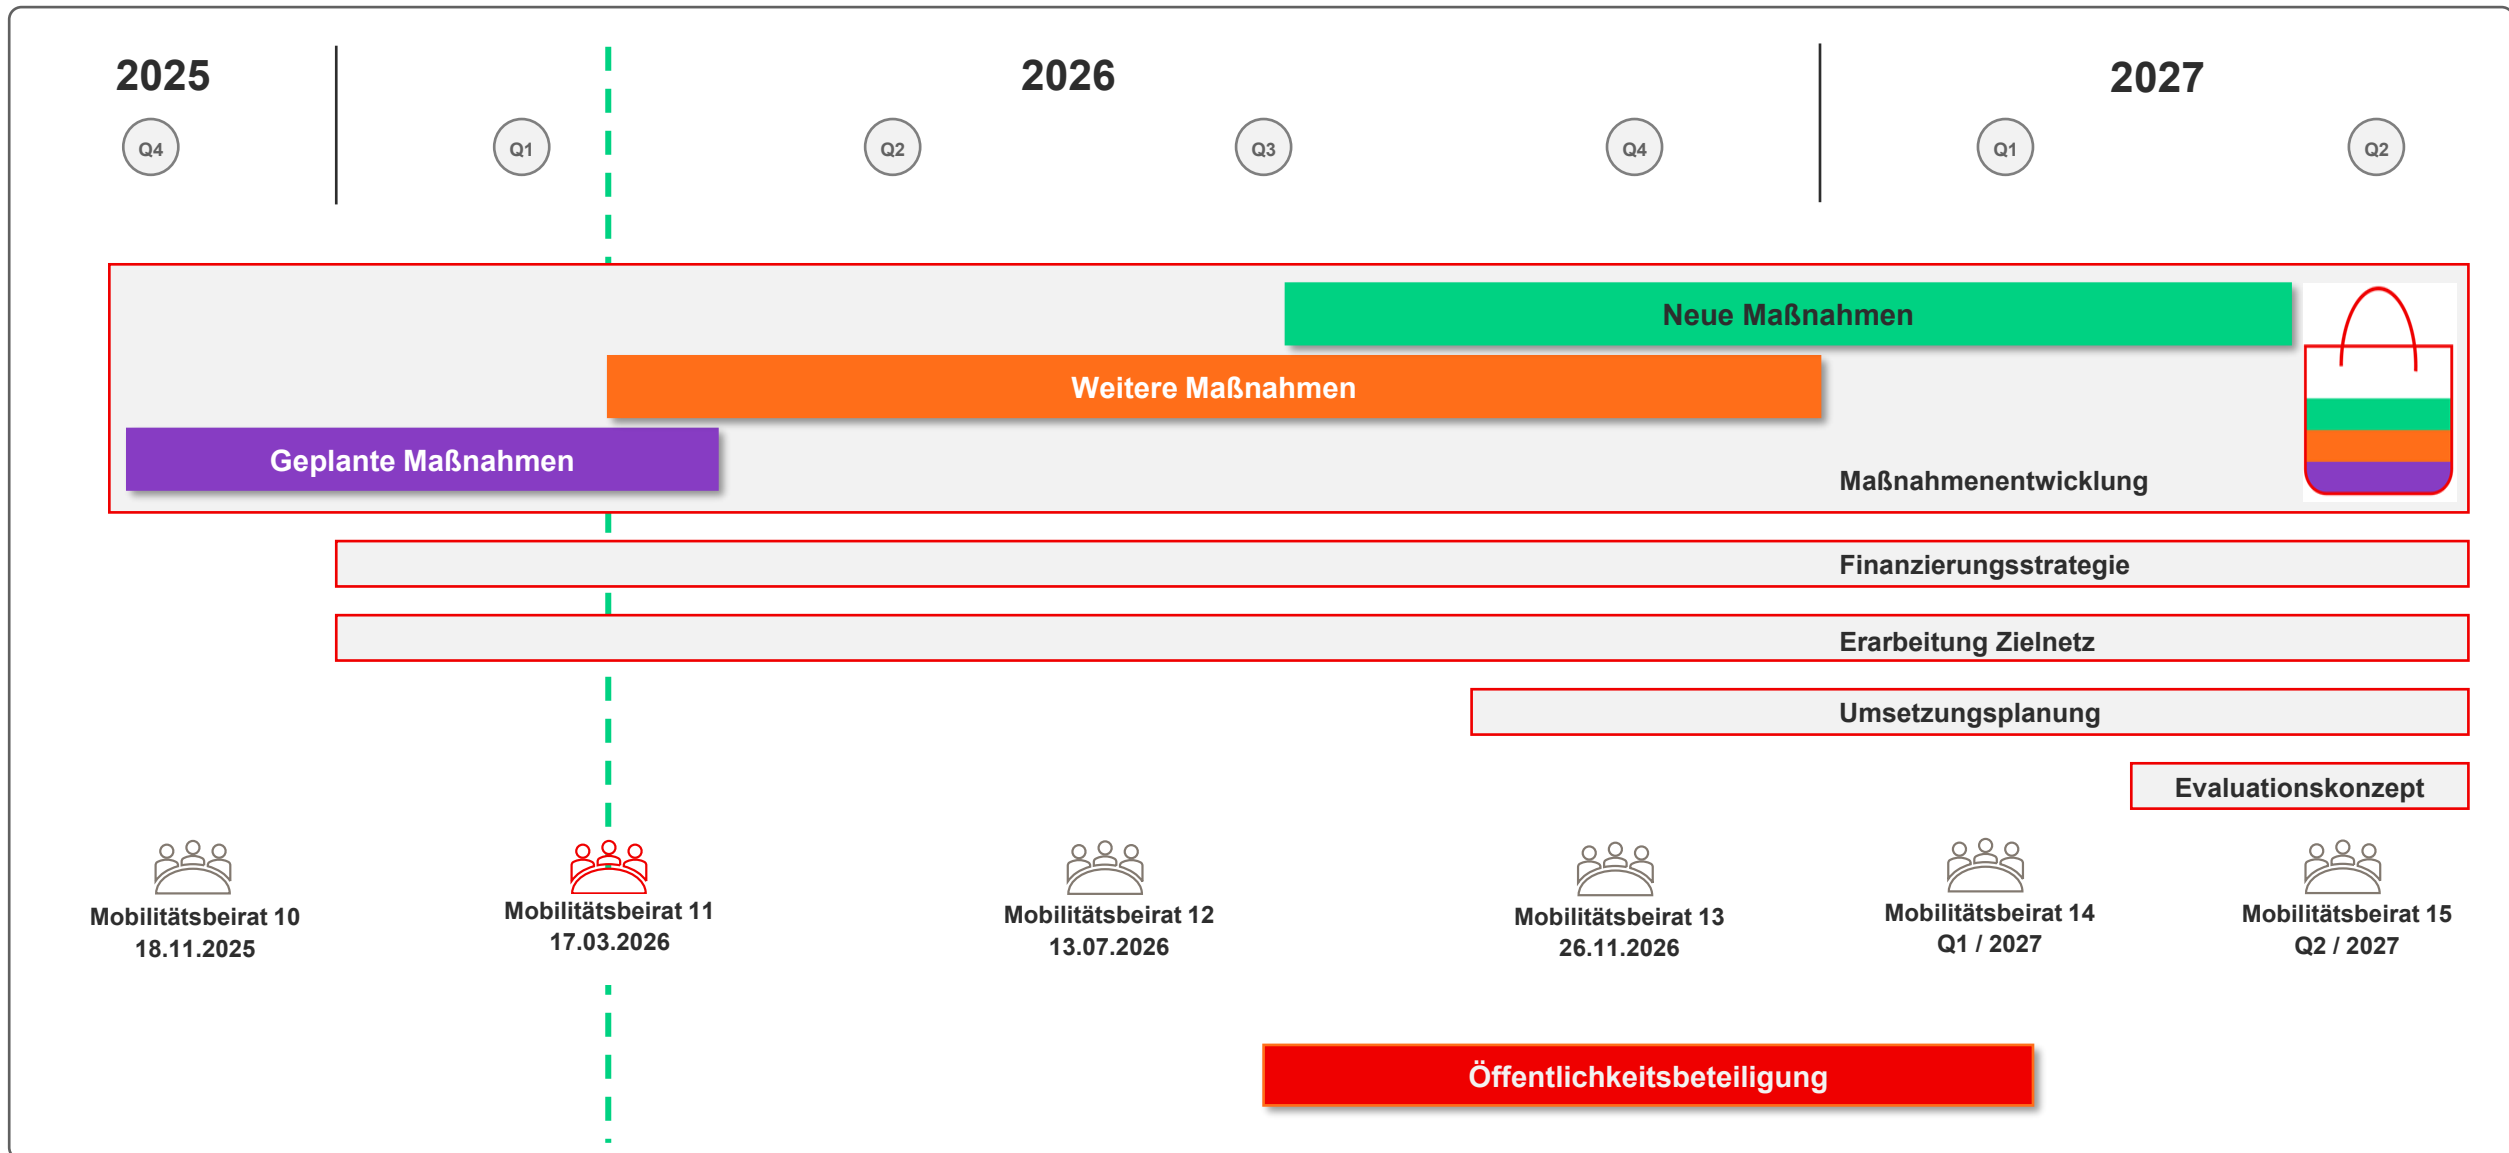 2025
2026
2027
Q4
Q1
Q2
Q3
Q4
Q1
Q2
Neue Maßnahmen
Weitere Maßnahmen
Geplante Maßnahmen
Maßnahmenentwicklung
Finanzierungsstrategie
Erarbeitung Zielnetz
Umsetzungsplanung
Evaluationskonzept
Mobilitätsbeirat 10
18.11.2025
Mobilitätsbeirat 11
17.03.2026
Mobilitätsbeirat 12
13.07.2026
Mobilitätsbeirat 13
26.11.2026
Mobilitätsbeirat 14
Q1 / 2027
Mobilitätsbeirat 15
Q2 / 2027
Öffentlichkeitsbeteiligung